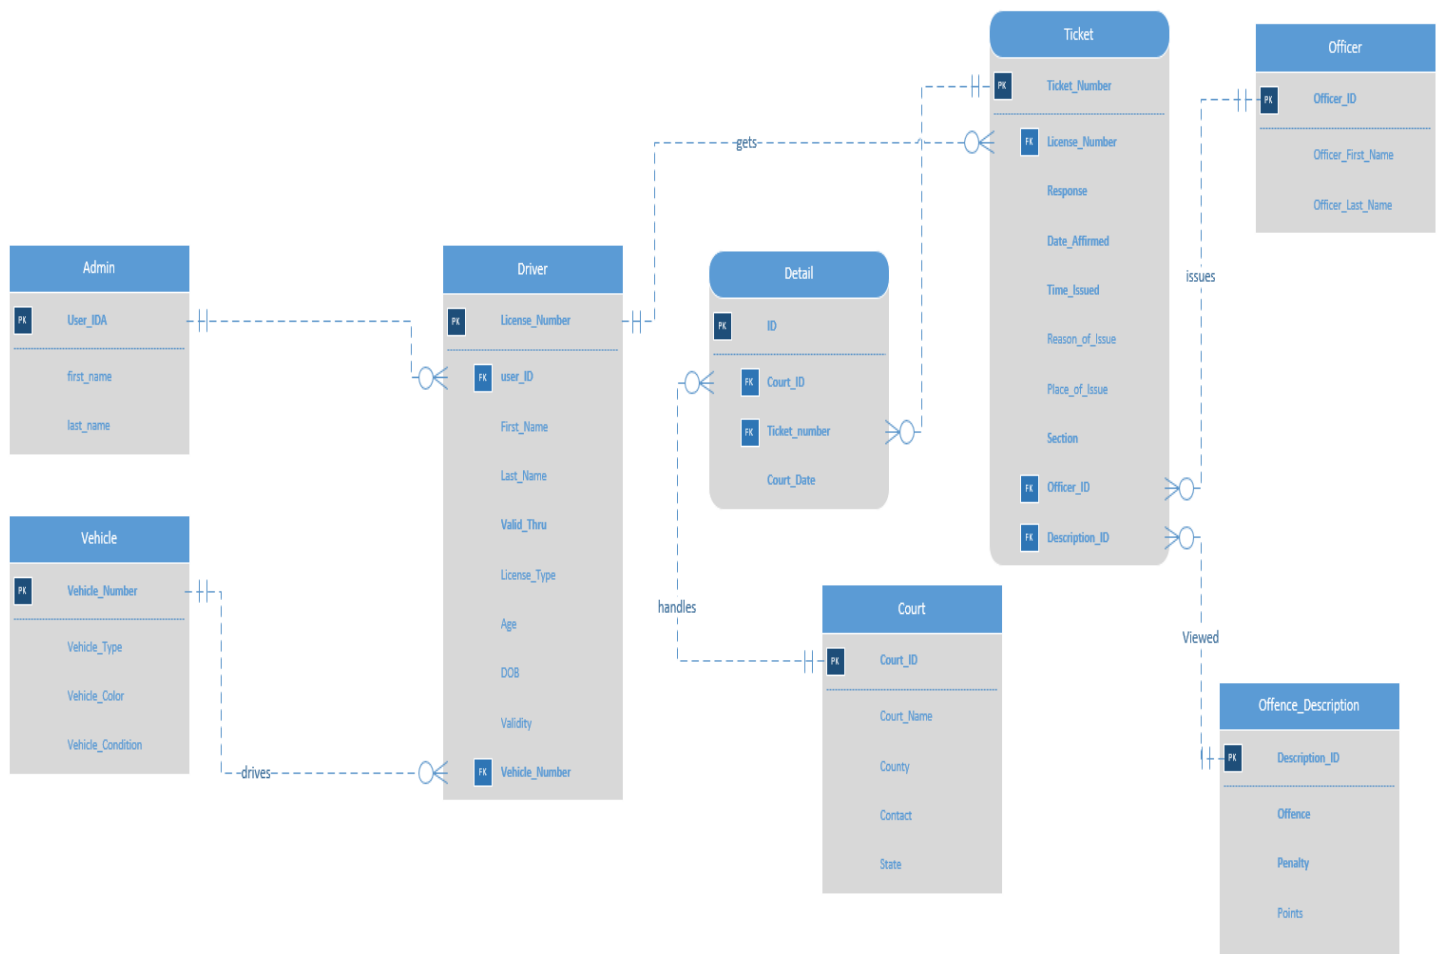 Ticket
PK Ticket_Number
FK License_Number
Response
Date_Affirmed
Time_Issued
Reason_of_Issue
Place_of_Issue
Section
FK Officer_ID
FK Description_ID
Officer
PK Officer_ID
Officer_First_Name
Officer_Last_Name
gets
issues
Admin
PK User_IDA
first_name
last_name
Driver
PK License_Number
FK user_ID
First_Name
Last_Name
Valid_Thru
License_Type
Age
DOB
Validity
FK Vehicle_Number
Detail
PK ID
FK Court_ID
FK Ticket_number
Court_Date
Vehicle
PK Vehicle_Number
Vehicle_Type
Vehicle_Color
Vehicle_Condition
drives
handles
Court
PK Court_ID
Court_Name
County
Contact
State
Viewed
Offence_Description
PK Description_ID
Offence
Penalty
Points